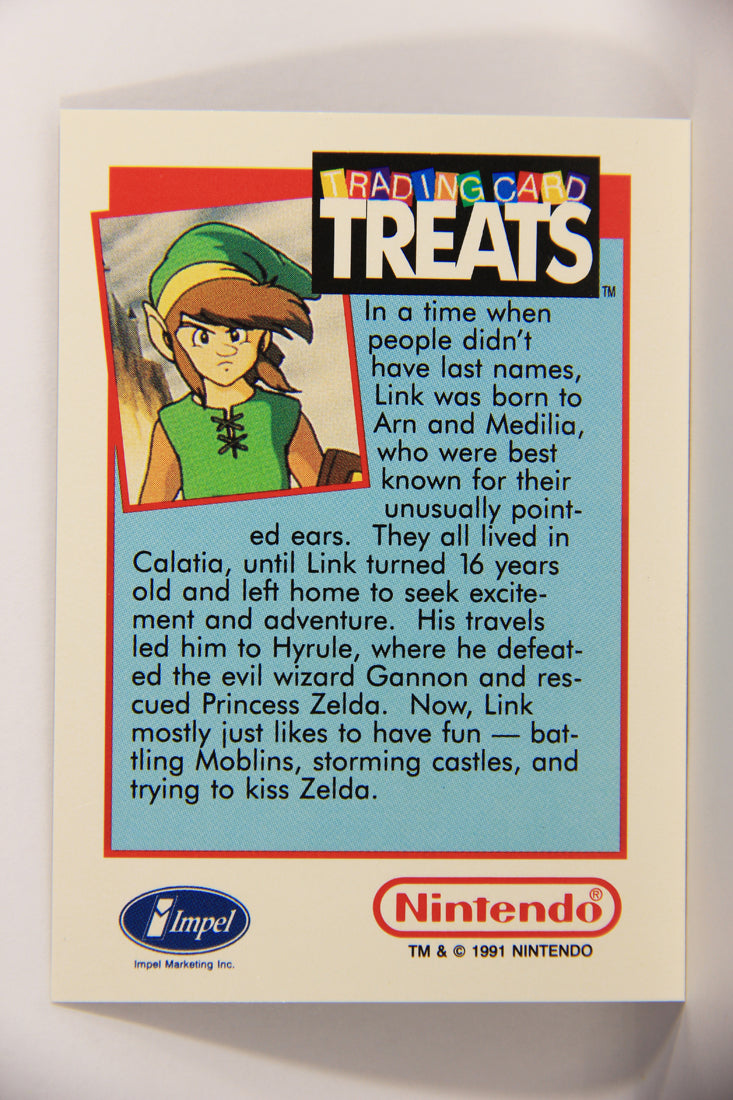 TRADING CARD
TREATS
TM
In a time when
people didn't
have last names,
Link was born to
Arn and Medilia,
who were best
known for their
unusually point-
ed ears. They all lived in
Calatia, until Link turned 16 years
old and left home to seek excite-
ment and adventure. His travels
led him to Hyrule, where he defeat-
ed the evil wizard Gannon and res-
cued Princess Zelda. Now, Link
mostly just likes to have fun — bat-
tling Moblins, storming castles, and
trying to kiss Zelda.
Impel
Impel Marketing Inc.
Nintendo®
TM & © 1991 NINTENDO